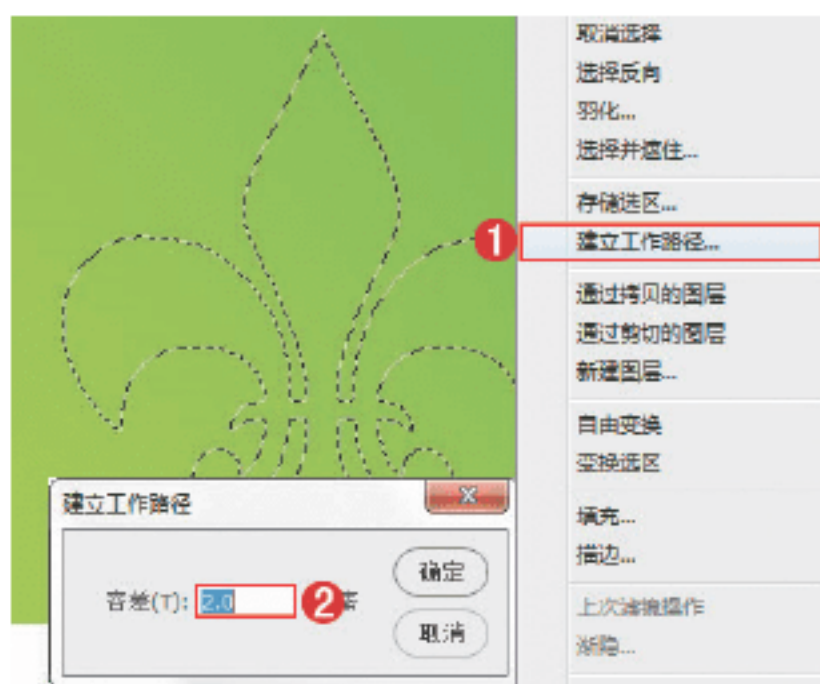 取消选择
选择反向
羽化...
选择并遮住...
存储选区...
1
建立工作路径...
通过拷贝的图层
通过剪切的图层
新建图层...
自由变换
变换选区
填充...
描边...
上次滤镜操作
渐隐...
建立工作路径
容差(T): 2.0
2
素
确定
取消